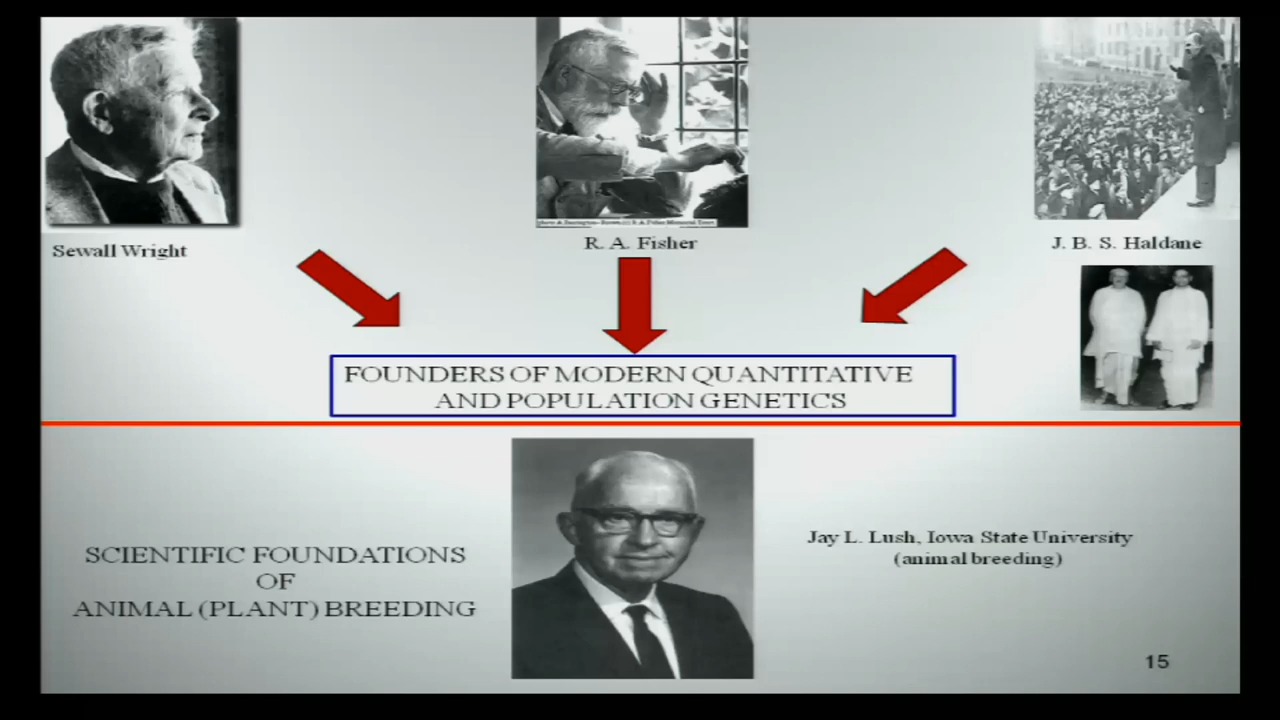 Sewall Wright
R. A. Fisher
J. B. S. Haldane
FOUNDERS OF MODERN QUANTITATIVE
AND POPULATION GENETICS
SCIENTIFIC FOUNDATIONS
OF
ANIMAL (PLANT) BREEDING
Jay L. Lush, Iowa State University
(animal breeding)
15